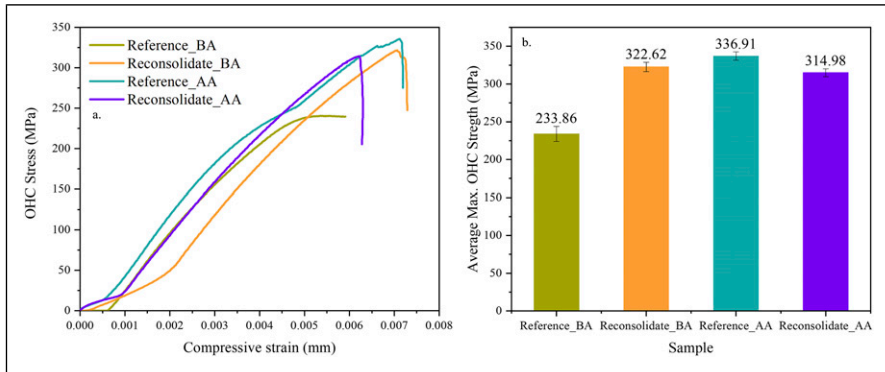 350
300
250
200
150
100
50
0
OHC Stress (MPa)
Reference_BA
Reconsolidate_BA
Reference_AA
Reconsolidate_AA
a.
0.000 0.001 0.002 0.003 0.004 0.005 0.006 0.007 0.008
Compressive strain (mm)
b.
350
300
250
200
150
100
50
0
Average Max. OHC Stregth (MPa)
233.86
322.62
336.91
314.98
Reference_BA Reconsolidate_BA Reference_AA Reconsolidate_AA
Sample